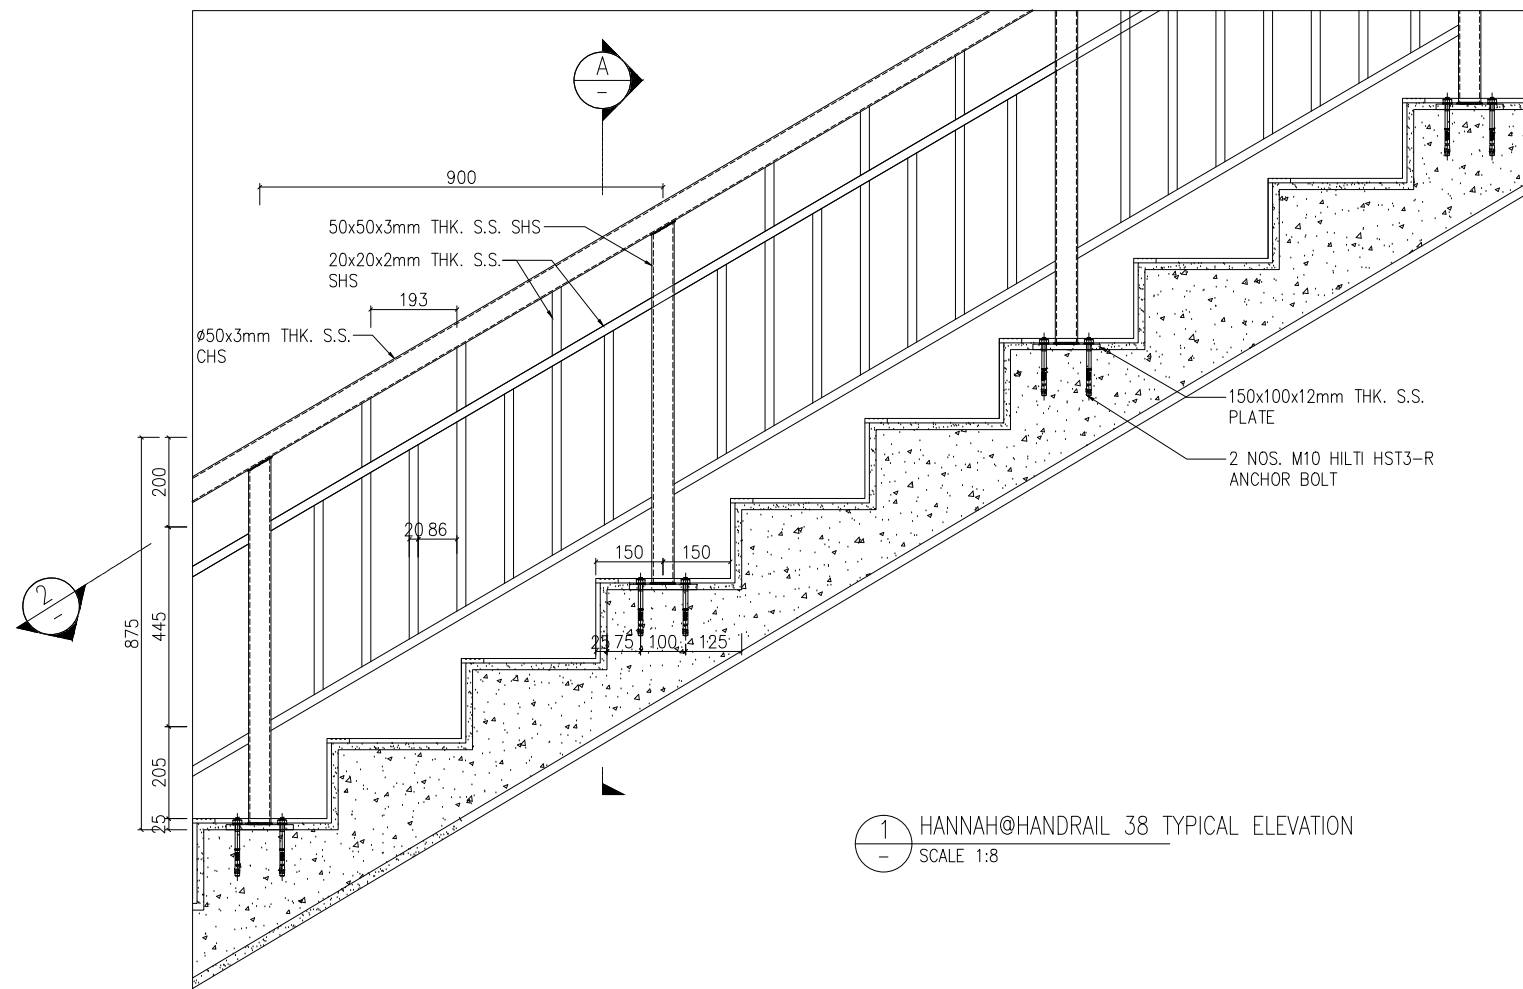 A
-
900
50x50x3mm THK. S.S. SHS
20x20x2mm THK. S.S.
SHS
193
Ø50x3mm THK. S.S.
CHS
150x100x12mm THK. S.S.
PLATE
2 NOS. M10 HILTI HST3-R
ANCHOR BOLT
200
20 86
150 150
2
-
875
445
25 75 100 125
205
25
1
-
HANNAH@HANDRAIL 38 TYPICAL ELEVATION
SCALE 1:8